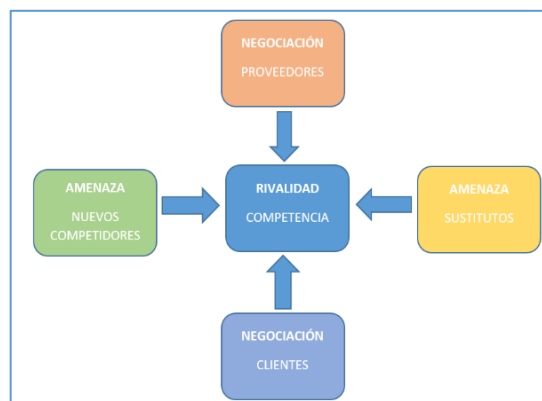 NEGOCIACIÓN
PROVEEDORES
AMENAZA
NUEVOS
COMPETIDORES
RIVALIDAD
COMPETENCIA
AMENAZA
SUSTITUTOS
NEGOCIACIÓN
CLIENTES